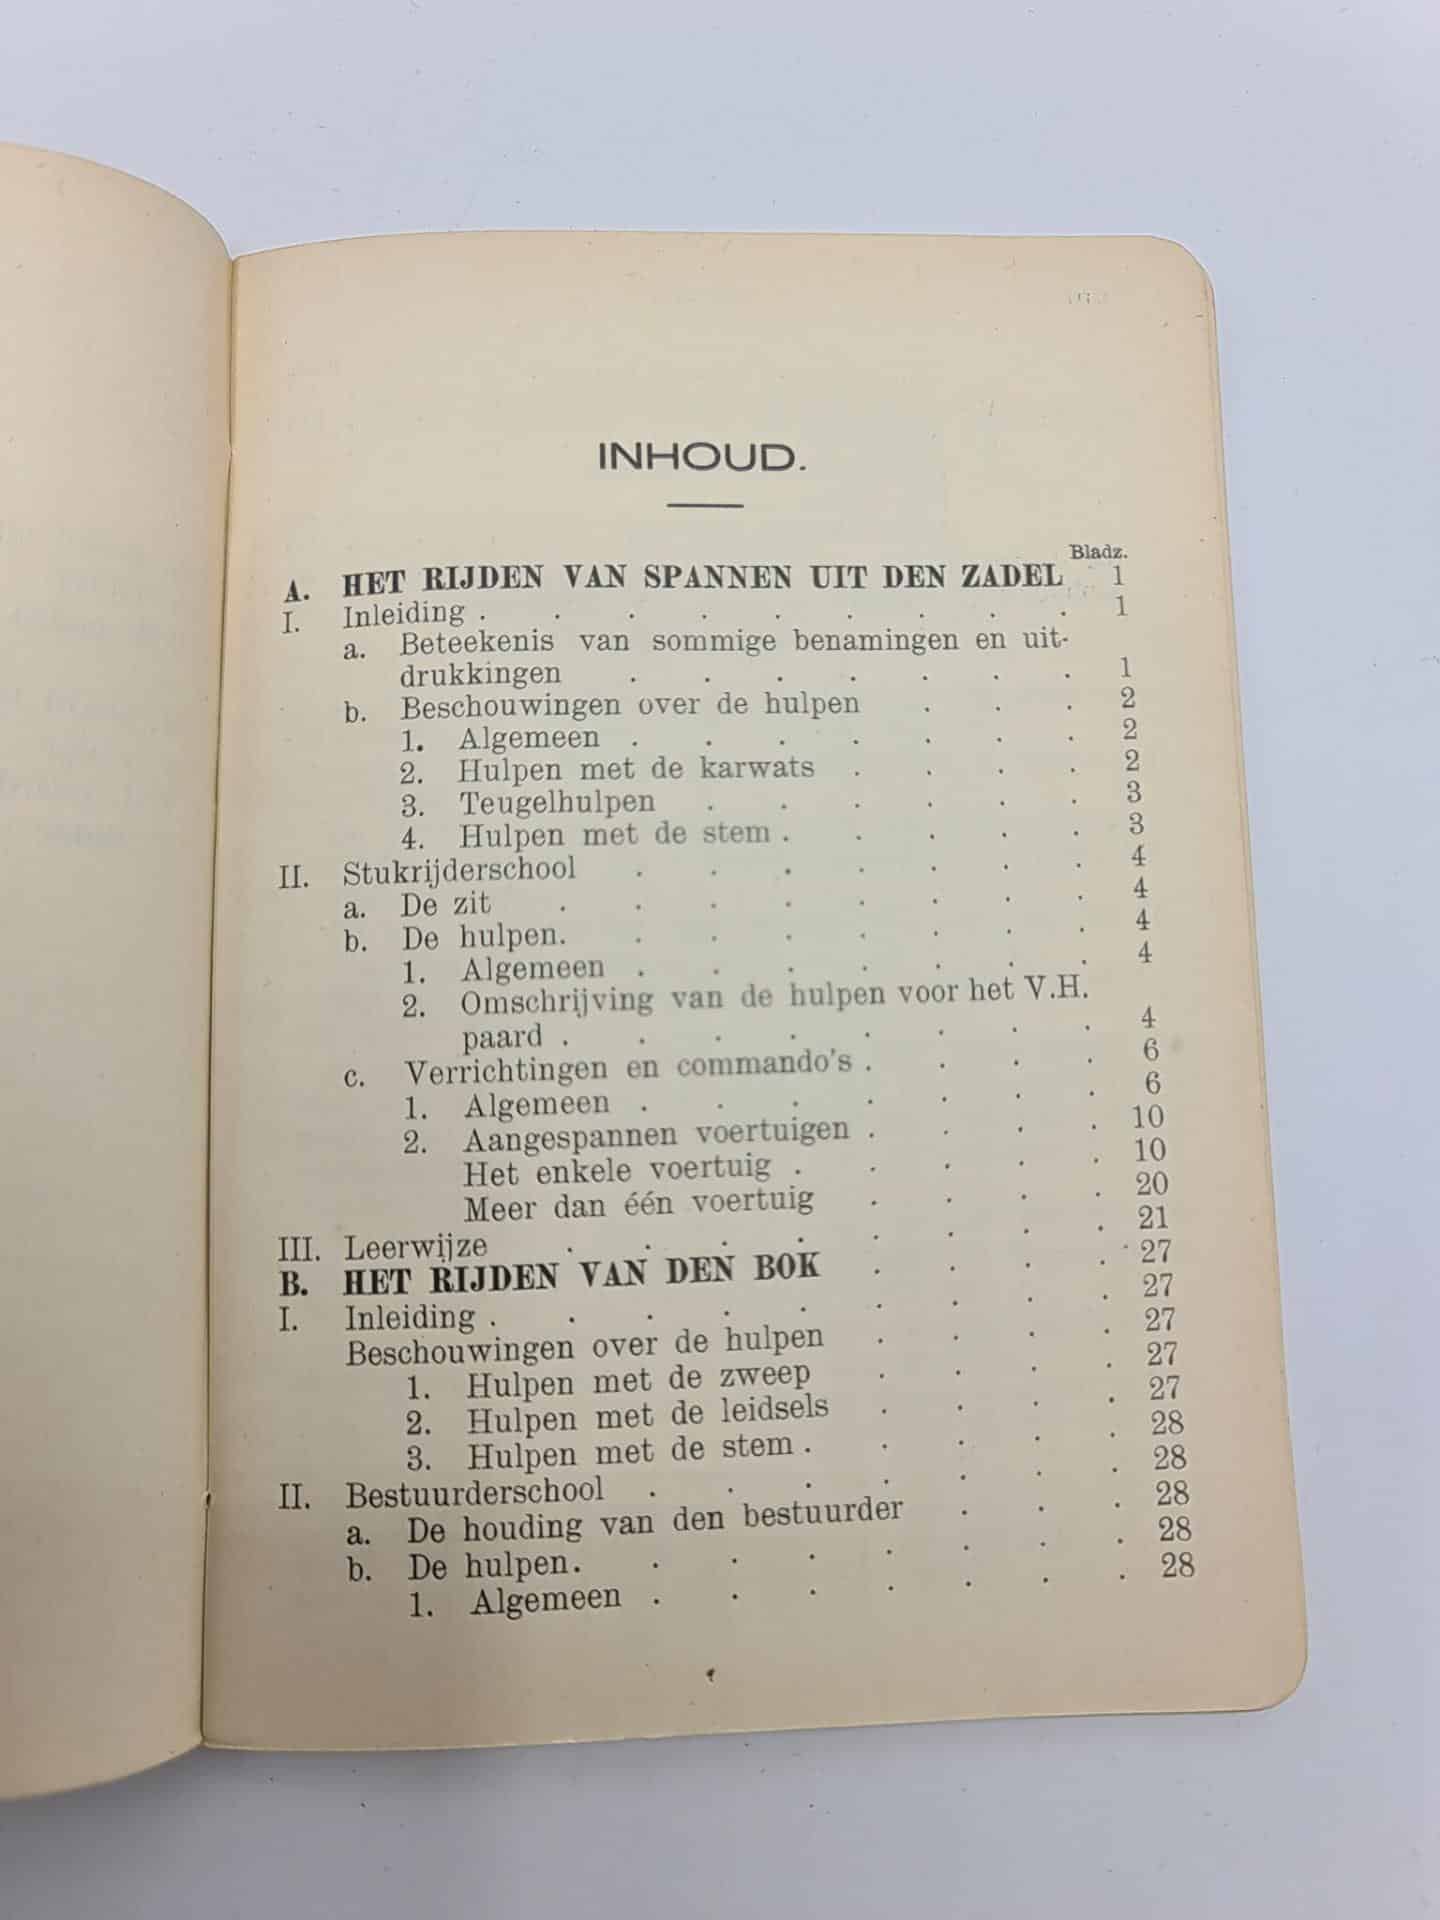 INHOUD.
Bladz.
A. HET RIJDEN VAN SPANNEN UIT DEN ZADEL 1
I. Inleiding . . . . . . . . . 1
a. Beteekenis van sommige benamingen en uit-
drukkingen . . . . . . . 1
b. Beschouwingen over de hulpen . . . 2
1. Algemeen . . . . . . . 2
2. Hulpen met de karwats . . . . 2
3. Teugelhulpen . . . . . . 3
4. Hulpen met de stem . . . . . 3
II. Stukrijderschool . . . . . . . 4
a. De zit . . . . . . . . 4
b. De hulpen. . . . . . . . 4
1. Algemeen . . . . . . . 4
2. Omschrijving van de hulpen voor het V.H.
paard . . . . . . . . 4
c. Verrichtingen en commando's . . . . 6
1. Algemeen . . . . . . . 6
2. Aangespannen voertuigen . . . . 10
Het enkele voertuig . . . . . 10
Meer dan één voertuig . . . . 20
III. Leerwijze . . . . . . . . 21
B. HET RIJDEN VAN DEN BOK . . . . 27
I. Inleiding . . . . . . . . . 27
Beschouwingen over de hulpen . . . . 27
1. Hulpen met de zweep . . . . 27
2. Hulpen met de leidsels . . . . 27
3. Hulpen met de stem . . . . . 28
II. Bestuurderschool . . . . . . . 28
a. De houding van den bestuurder . . . 28
b. De hulpen. . . . . . . . 28
1. Algemeen . . . . . . . 28